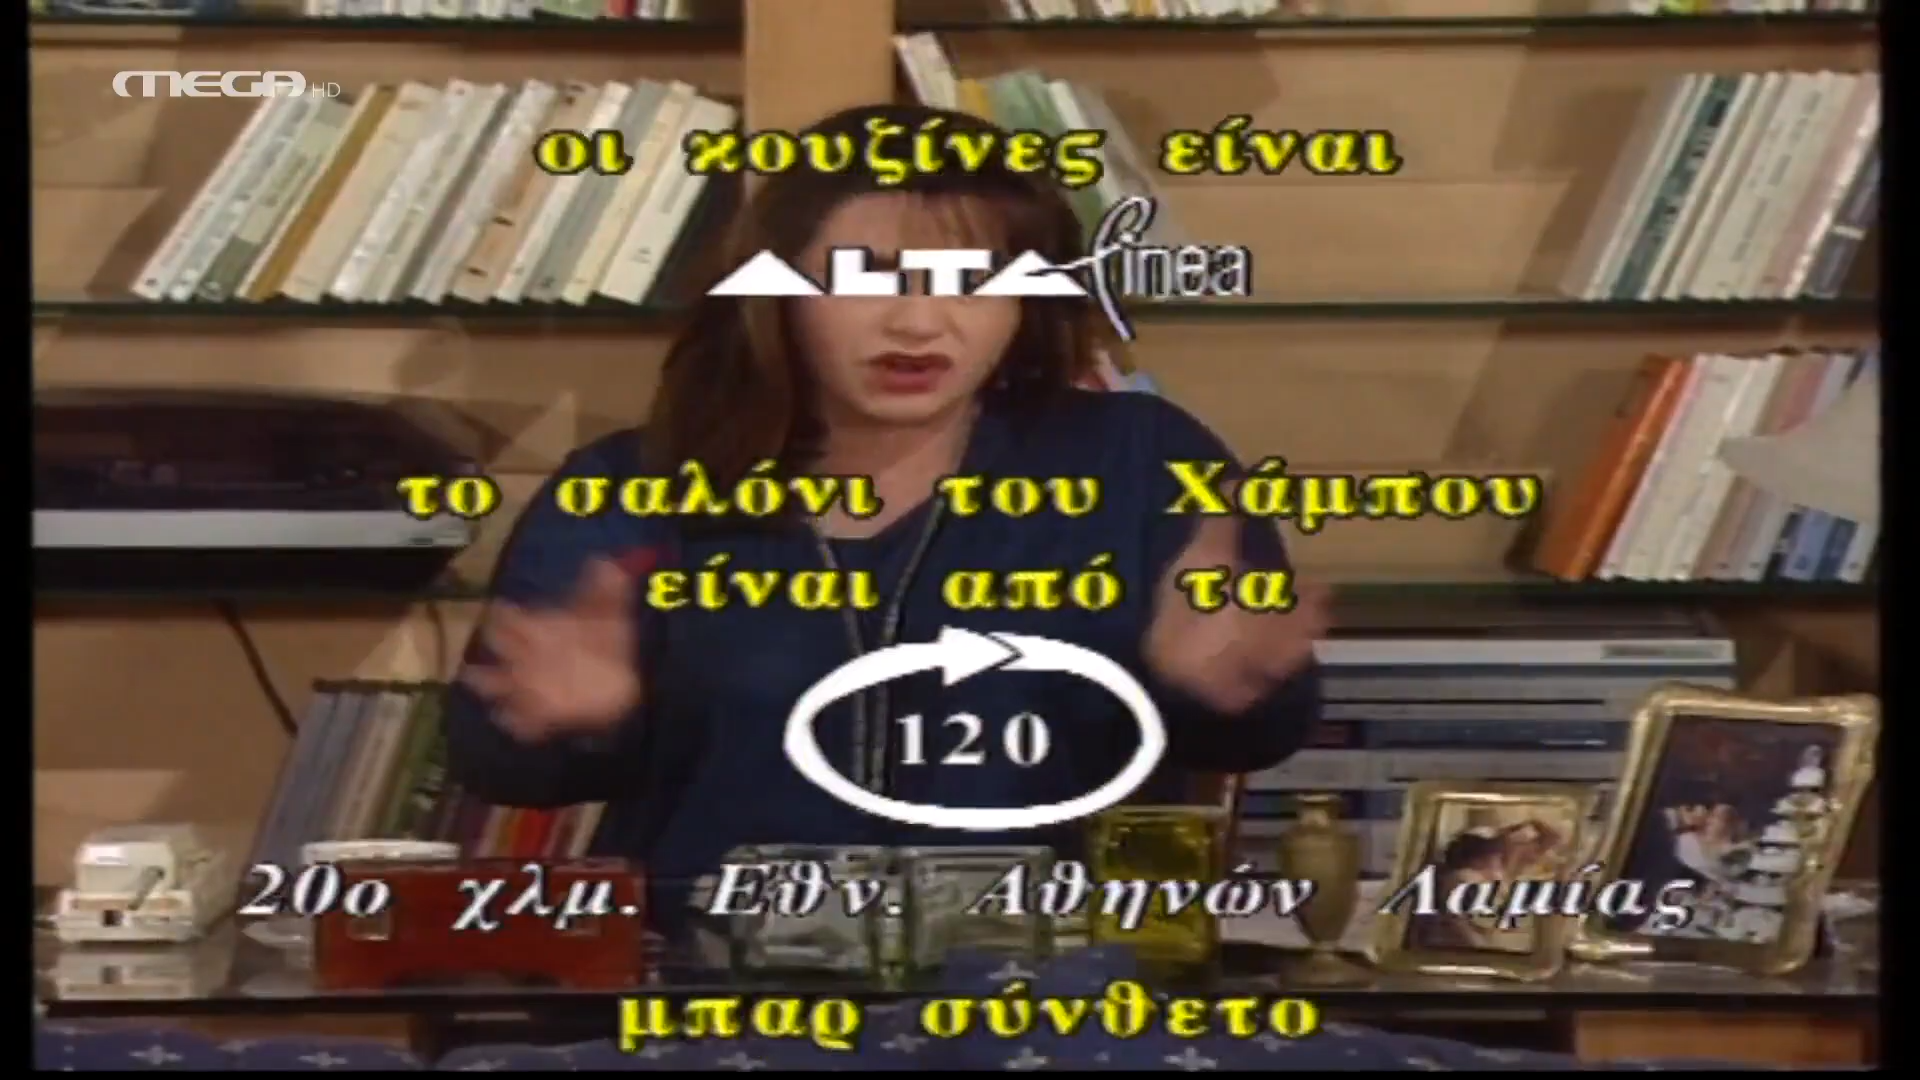 MEGA HD
οι κουζίνες είναι
ALTA linea
το σαλόνι του Χάμπου
είναι από τα
120
20ο χλμ. Εθν. Αθηνών Λαμίας
μπαρ σύνθετο